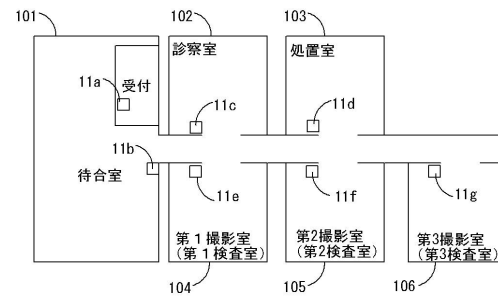 101
102
103
診察室
処置室
11a
受付
11c
11d
11b
待合室
11e
11f
11g
第１撮影室
(第１検査室)
第2撮影室
(第2検査室)
第3撮影室
(第3検査室)
104
105
106